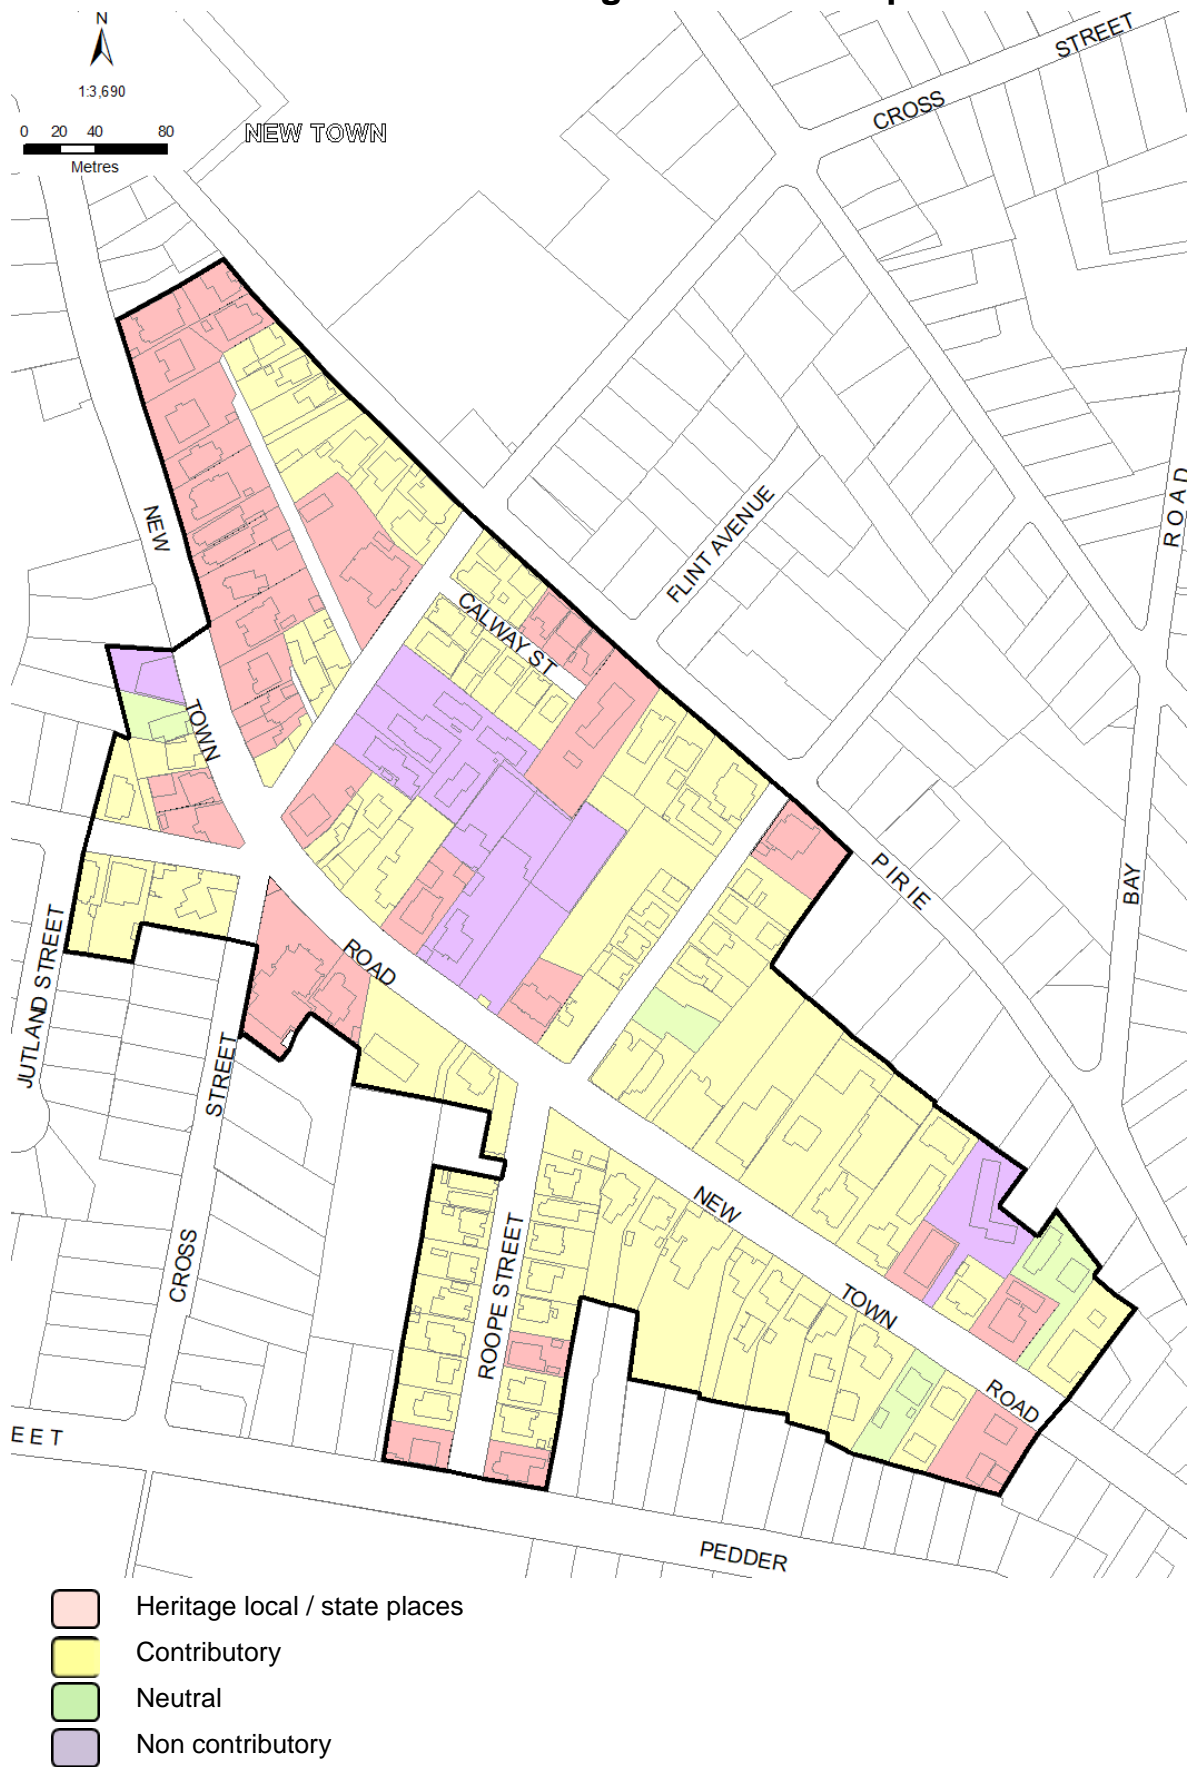 N
1:3,690
0 20 40 80
Metres
NEW TOWN
CROSS
STREET
NEW
TOWN
ROAD
FLINT AVENUE
CALWAY ST
ROAD
BAY
PIRIE
JUTLAND STREET
STREET
CROSS
ROOPE STREET
NEW
TOWN
ROAD
EET
PEDDER
Heritage local / state places
Contributory
Neutral
Non contributory